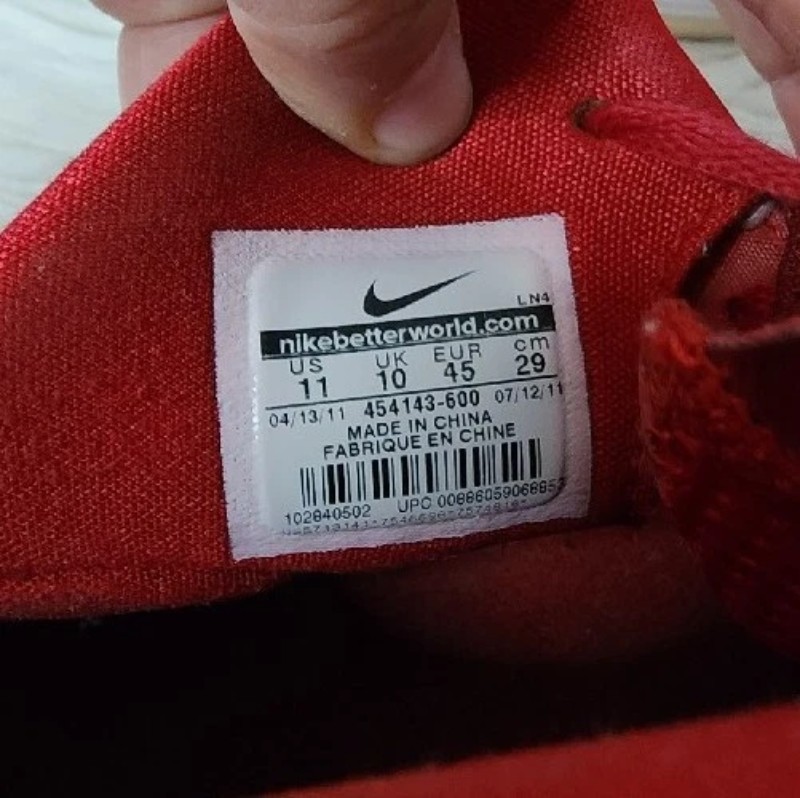 LN4
nikebetterworld.com
US UK EUR cm
11 10 45 29
04/13/11 454143-600 07/12/11
MADE IN CHINA
FABRIQUE EN CHINE
102840502 UPC